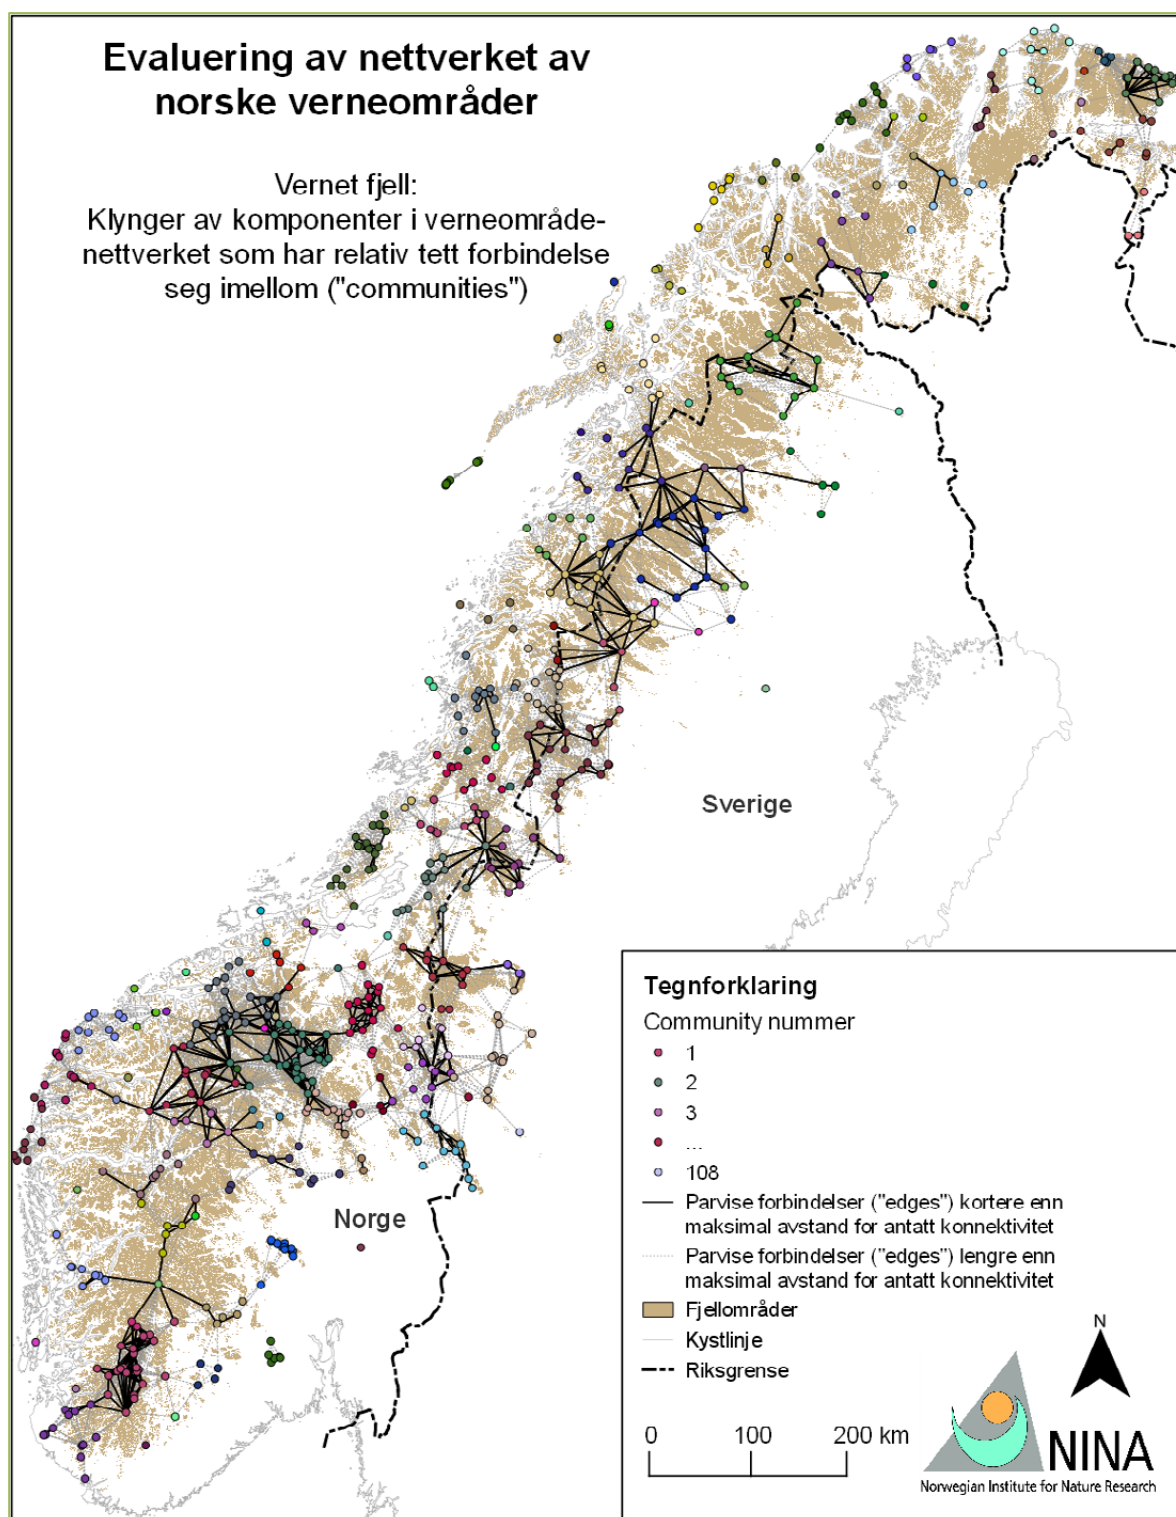 Evaluering av nettverket av
norske verneområder
Vernet fjell:
Klynger av komponenter i verneområde-
nettverket som har relativ tett forbindelse
seg imellom ("communities")
Sverige
Norge
Tegnforklaring
Community nummer
1
2
3
...
108
Parvise forbindelser ("edges") kortere enn
maksimal avstand for antatt konnektivitet
Parvise forbindelser ("edges") lengre enn
maksimal avstand for antatt konnektivitet
Fjellområder
Kystlinje
Riksgrense
N
0 100 200 km
NINA
Norwegian Institute for Nature Research